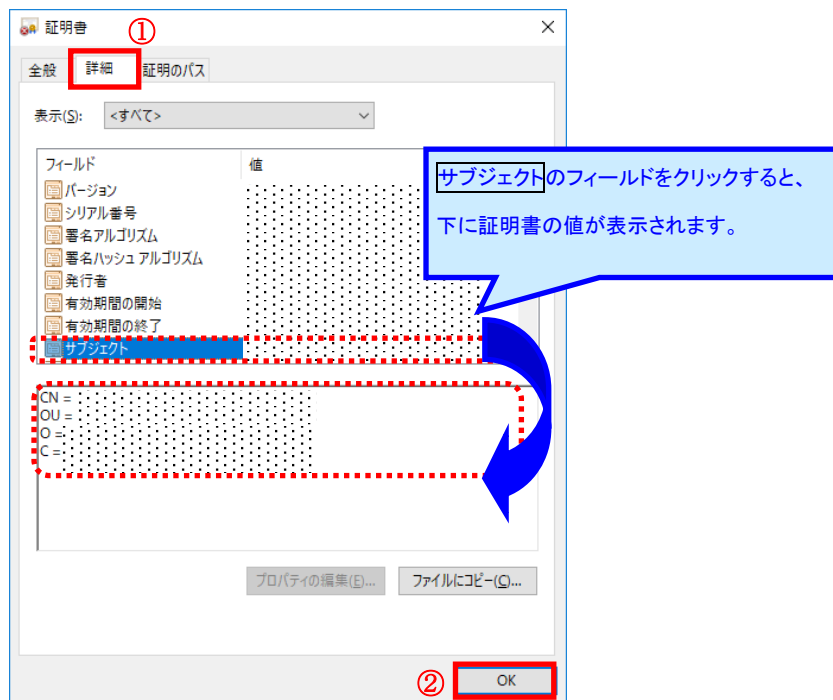 証明書
①
全般 詳細 証明のパス
表示(S): <すべて>
フィールド 値
バージョン
シリアル番号
署名アルゴリズム
署名ハッシュ アルゴリズム
発行者
有効期間の開始
有効期間の終了
サブジェクト
サブジェクトのフィールドをクリックすると、
下に証明書の値が表示されます。
CN =
OU =
O =
C =
プロパティの編集(E)... ファイルにコピー(C)...
② OK